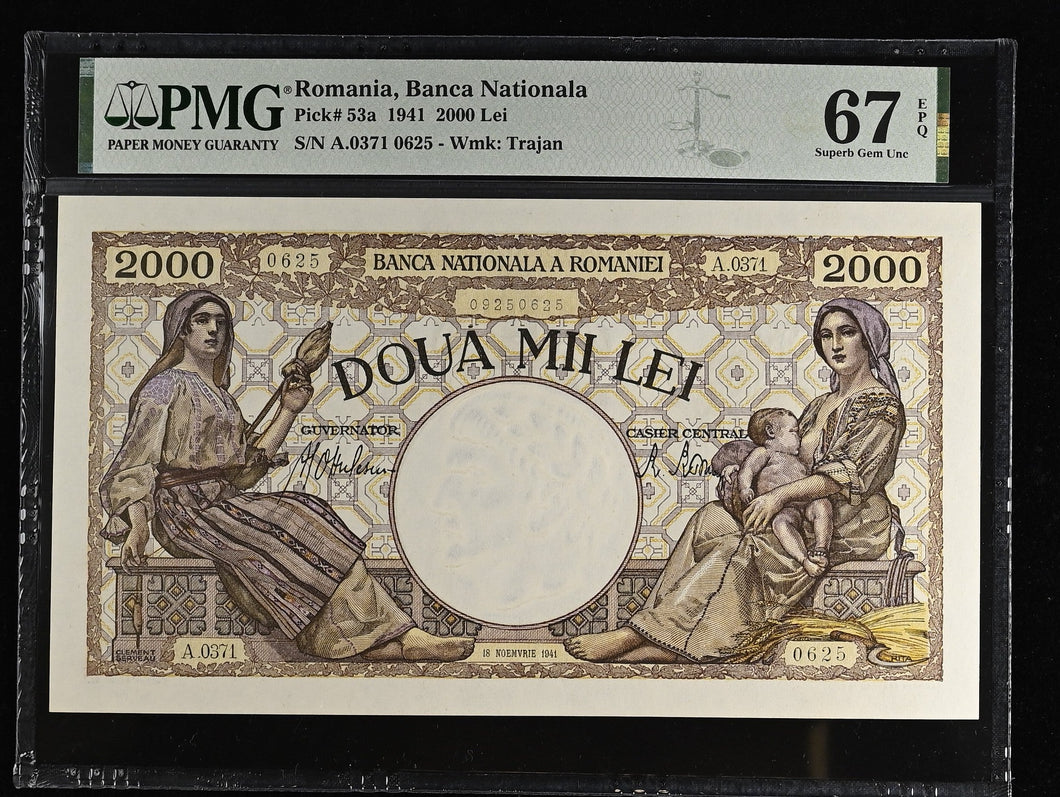 PMG®
PAPER MONEY GUARANTY
Romania, Banca Nationala
Pick# 53a 1941 2000 Lei
S/N A.0371 0625 - Wmk: Trajan
67
EPQ
Superb Gem Unc
2000 0625 BANCA NATIONALA A ROMANIEI A.0371 2000
09250625
DOUĂ MII LEI
GUVERNATOR CASIER CENTRAL
CLEMENT
SERVEAU
A.0371 18 NOEMVRIE 1941 0625